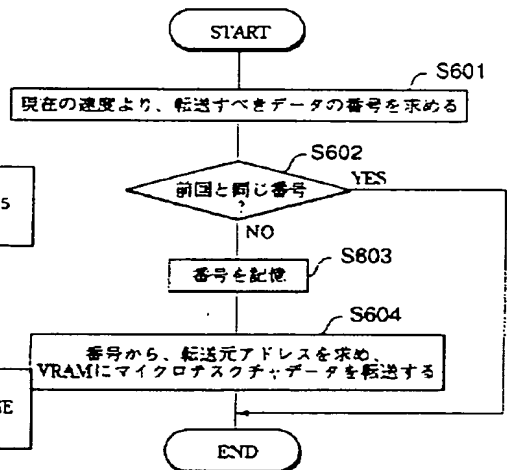 START
S601
現在の速度より、転送すべきデータの番号を求める
S602
前回と同じ番号
?
YES
NO
S603
番号を記憶
S604
番号から、転送元アドレスを求め、
VRAMにマイクロテスクチャデータを転送する
END